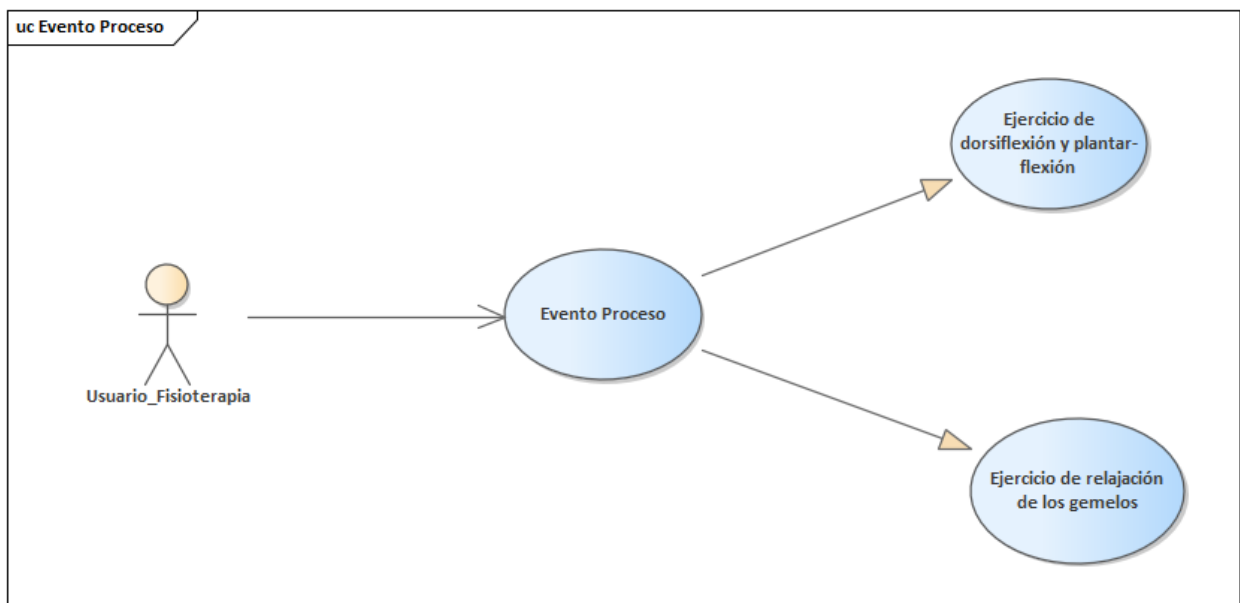 uc Evento Proceso
Ejercicio de
dorsiflexión y plantar-
flexión
Evento Proceso
Usuario_Fisioterapia
Ejercicio de relajación
de los gemelos